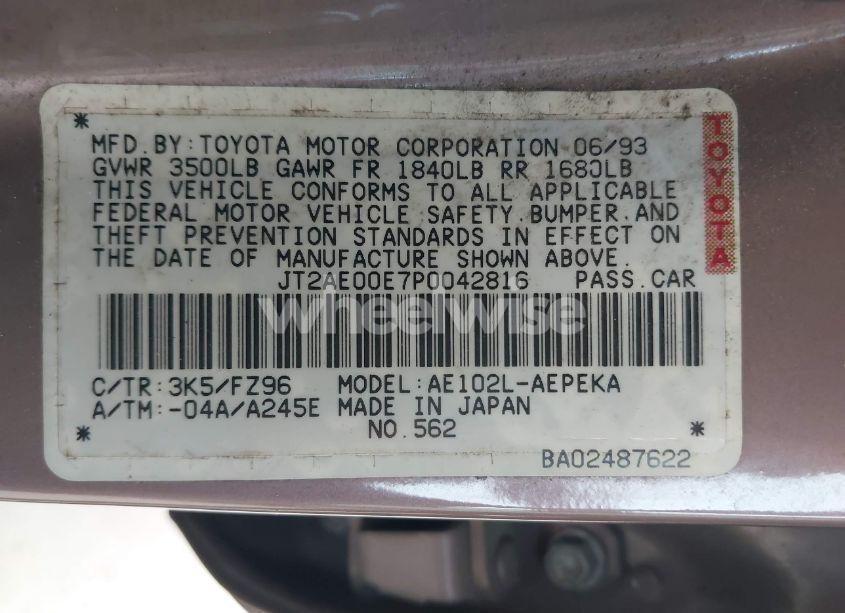 MFD.BY:TOYOTA MOTOR CORPORATION 06/93
GVWR 3500LB GAWR FR 1840LB RR 1680LB
THIS VEHICLE CONFORMS TO ALL APPLICABLE
FEDERAL MOTOR VEHICLE SAFETY.BUMPER.AND
THEFT PREVENTION STANDARDS IN EFFECT ON
THE DATE OF MANUFACTURE SHOWN ABOVE.
JT2AE00E7P0042816 PASS.CAR
TOYOTA
wheelwise
C/TR:3K5/FZ96 MODEL:AE102L-AEPEKA
A/TM:-04A/A245E MADE IN JAPAN
NO.562
BA02487622